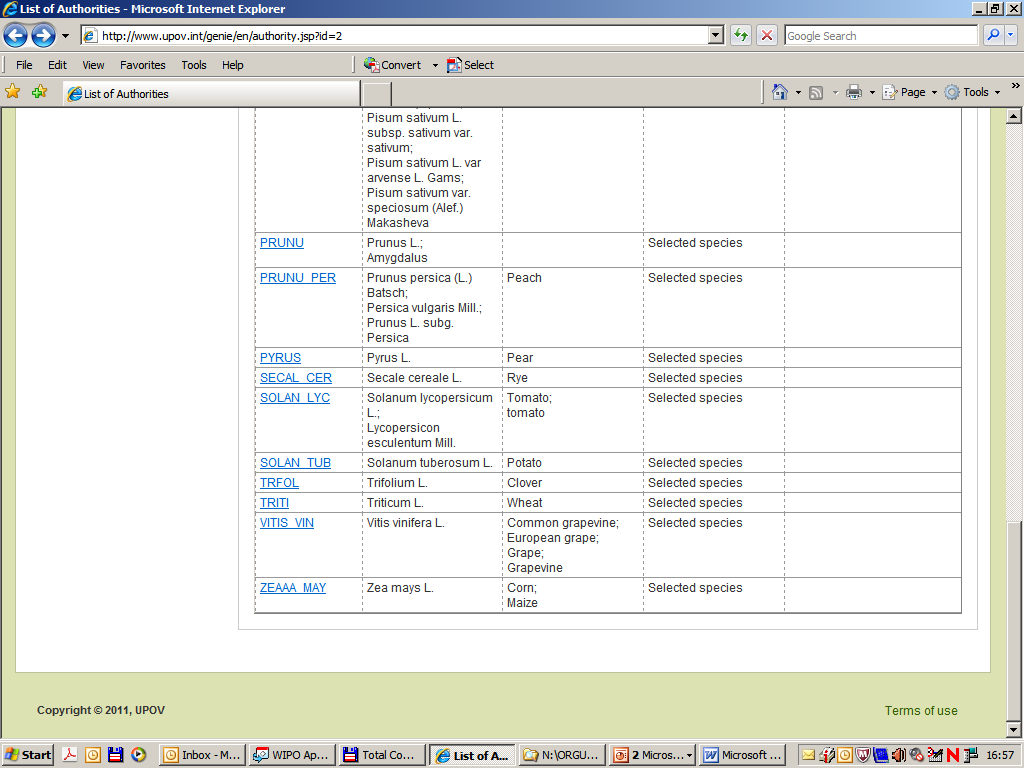 List of Authorities - Microsoft Internet Explorer
http://www.upov.int/genie/en/authority.jsp?id=2
Google Search
File Edit View Favorites Tools Help
Convert Select
List of Authorities
Page Tools
Pisum sativum L.
subsp. sativum var.
sativum;
Pisum sativum L. var
arvense L. Gams;
Pisum sativum var.
speciosum (Alef.)
Makasheva
PRUNU Prunus L.; Selected species
Amygdalus
PRUNU_PER Prunus persica (L.) Peach Selected species
Batsch;
Persica vulgaris Mill.;
Prunus L. subg.
Persica
PYRUS Pyrus L. Pear Selected species
SECAL_CER Secale cereale L. Rye Selected species
SOLAN_LYC Solanum lycopersicum Tomato; Selected species
L.; tomato
Lycopersicon
esculentum Mill.
SOLAN_TUB Solanum tuberosum L. Potato Selected species
TRFOL Trifolium L. Clover Selected species
TRITI Triticum L. Wheat Selected species
VITIS_VIN Vitis vinifera L. Common grapevine; Selected species
European grape;
Grape;
Grapevine
ZEAAA_MAY Zea mays L. Corn; Selected species
Maize
Copyright © 2011, UPOV
Terms of use
Start Inbox - M... WIPO Ap... Total Co... List of A... N:\ORGU... 2 Micros... Microsoft ... 16:57